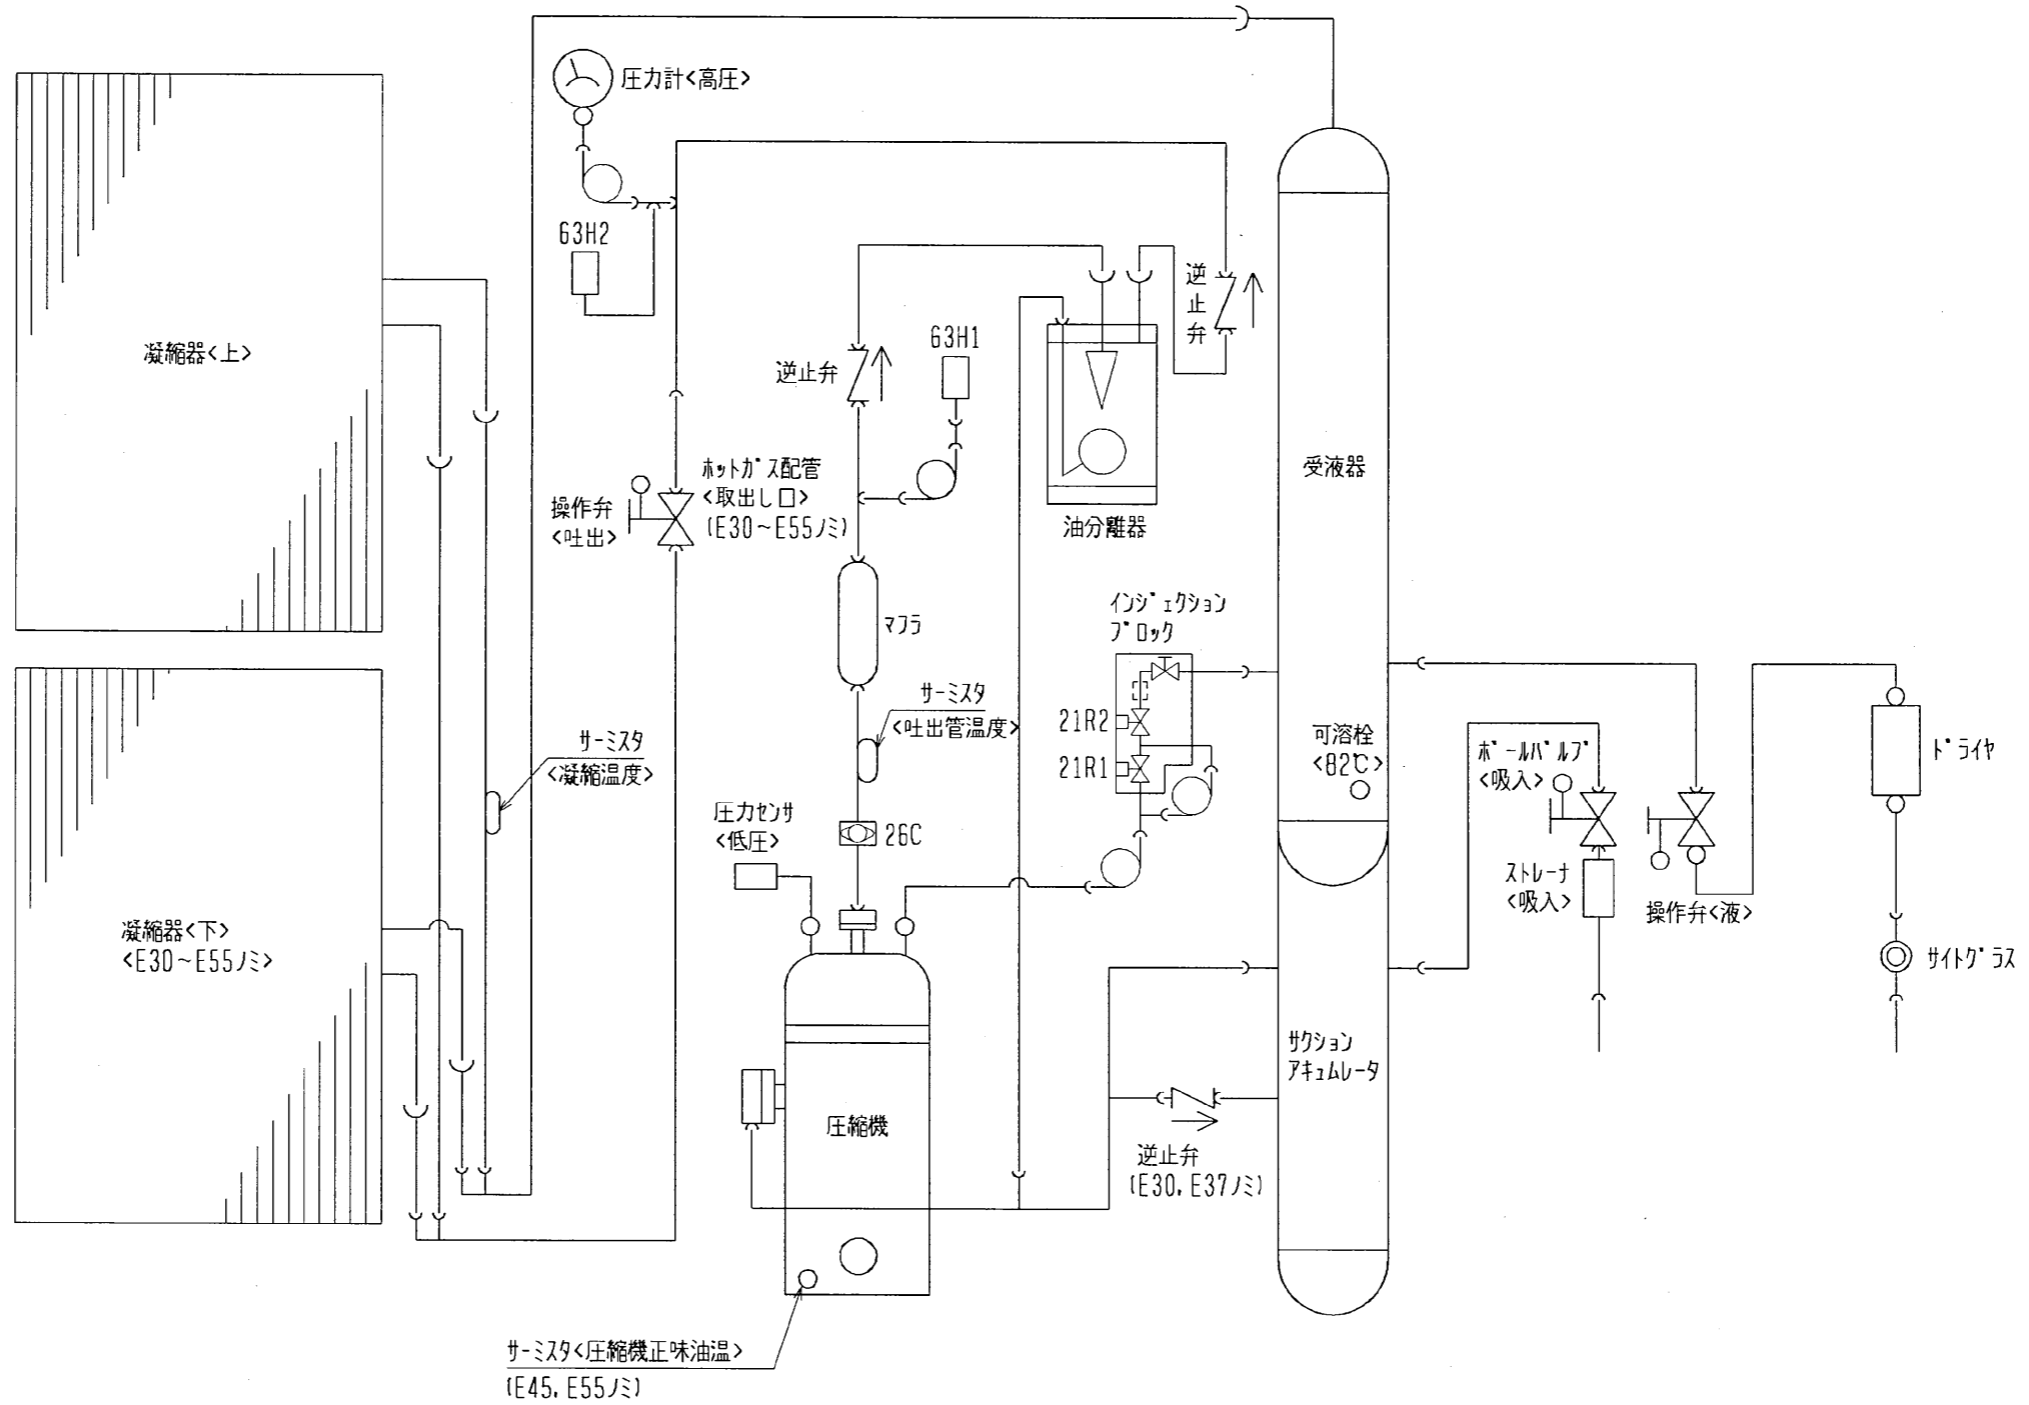 圧力計<高圧>
63H2
凝縮器<上>
逆止弁
63H1
逆止弁
操作弁
<吐出>
ﾎｯﾄｶﾞｽ配管
<取出し口>
(E30～E55ﾉﾐ)
油分離器
受液器
ﾏﾌﾗ
ｲﾝｼﾞｪｸｼｮﾝ
ﾌﾞﾛｯｸ
21R2
21R1
ｻｰﾐｽﾀ
<吐出管温度>
ｻｰﾐｽﾀ
<凝縮温度>
可溶栓
<82℃>
ﾎﾞｰﾙﾊﾞﾙﾌﾞ
<吸入>
ﾄﾞﾗｲﾔ
圧力ｾﾝｻ
<低圧>
26C
ｽﾄﾚｰﾅ
<吸入>
操作弁<液>
凝縮器<下>
<E30～E55ﾉﾐ>
ｻｲﾄｸﾞﾗｽ
ｻｸｼｮﾝ
ｱｷｭﾑﾚｰﾀ
圧縮機
逆止弁
(E30,E37ﾉﾐ)
ｻｰﾐｽﾀ<圧縮機正味油温>
(E45,E55ﾉﾐ)